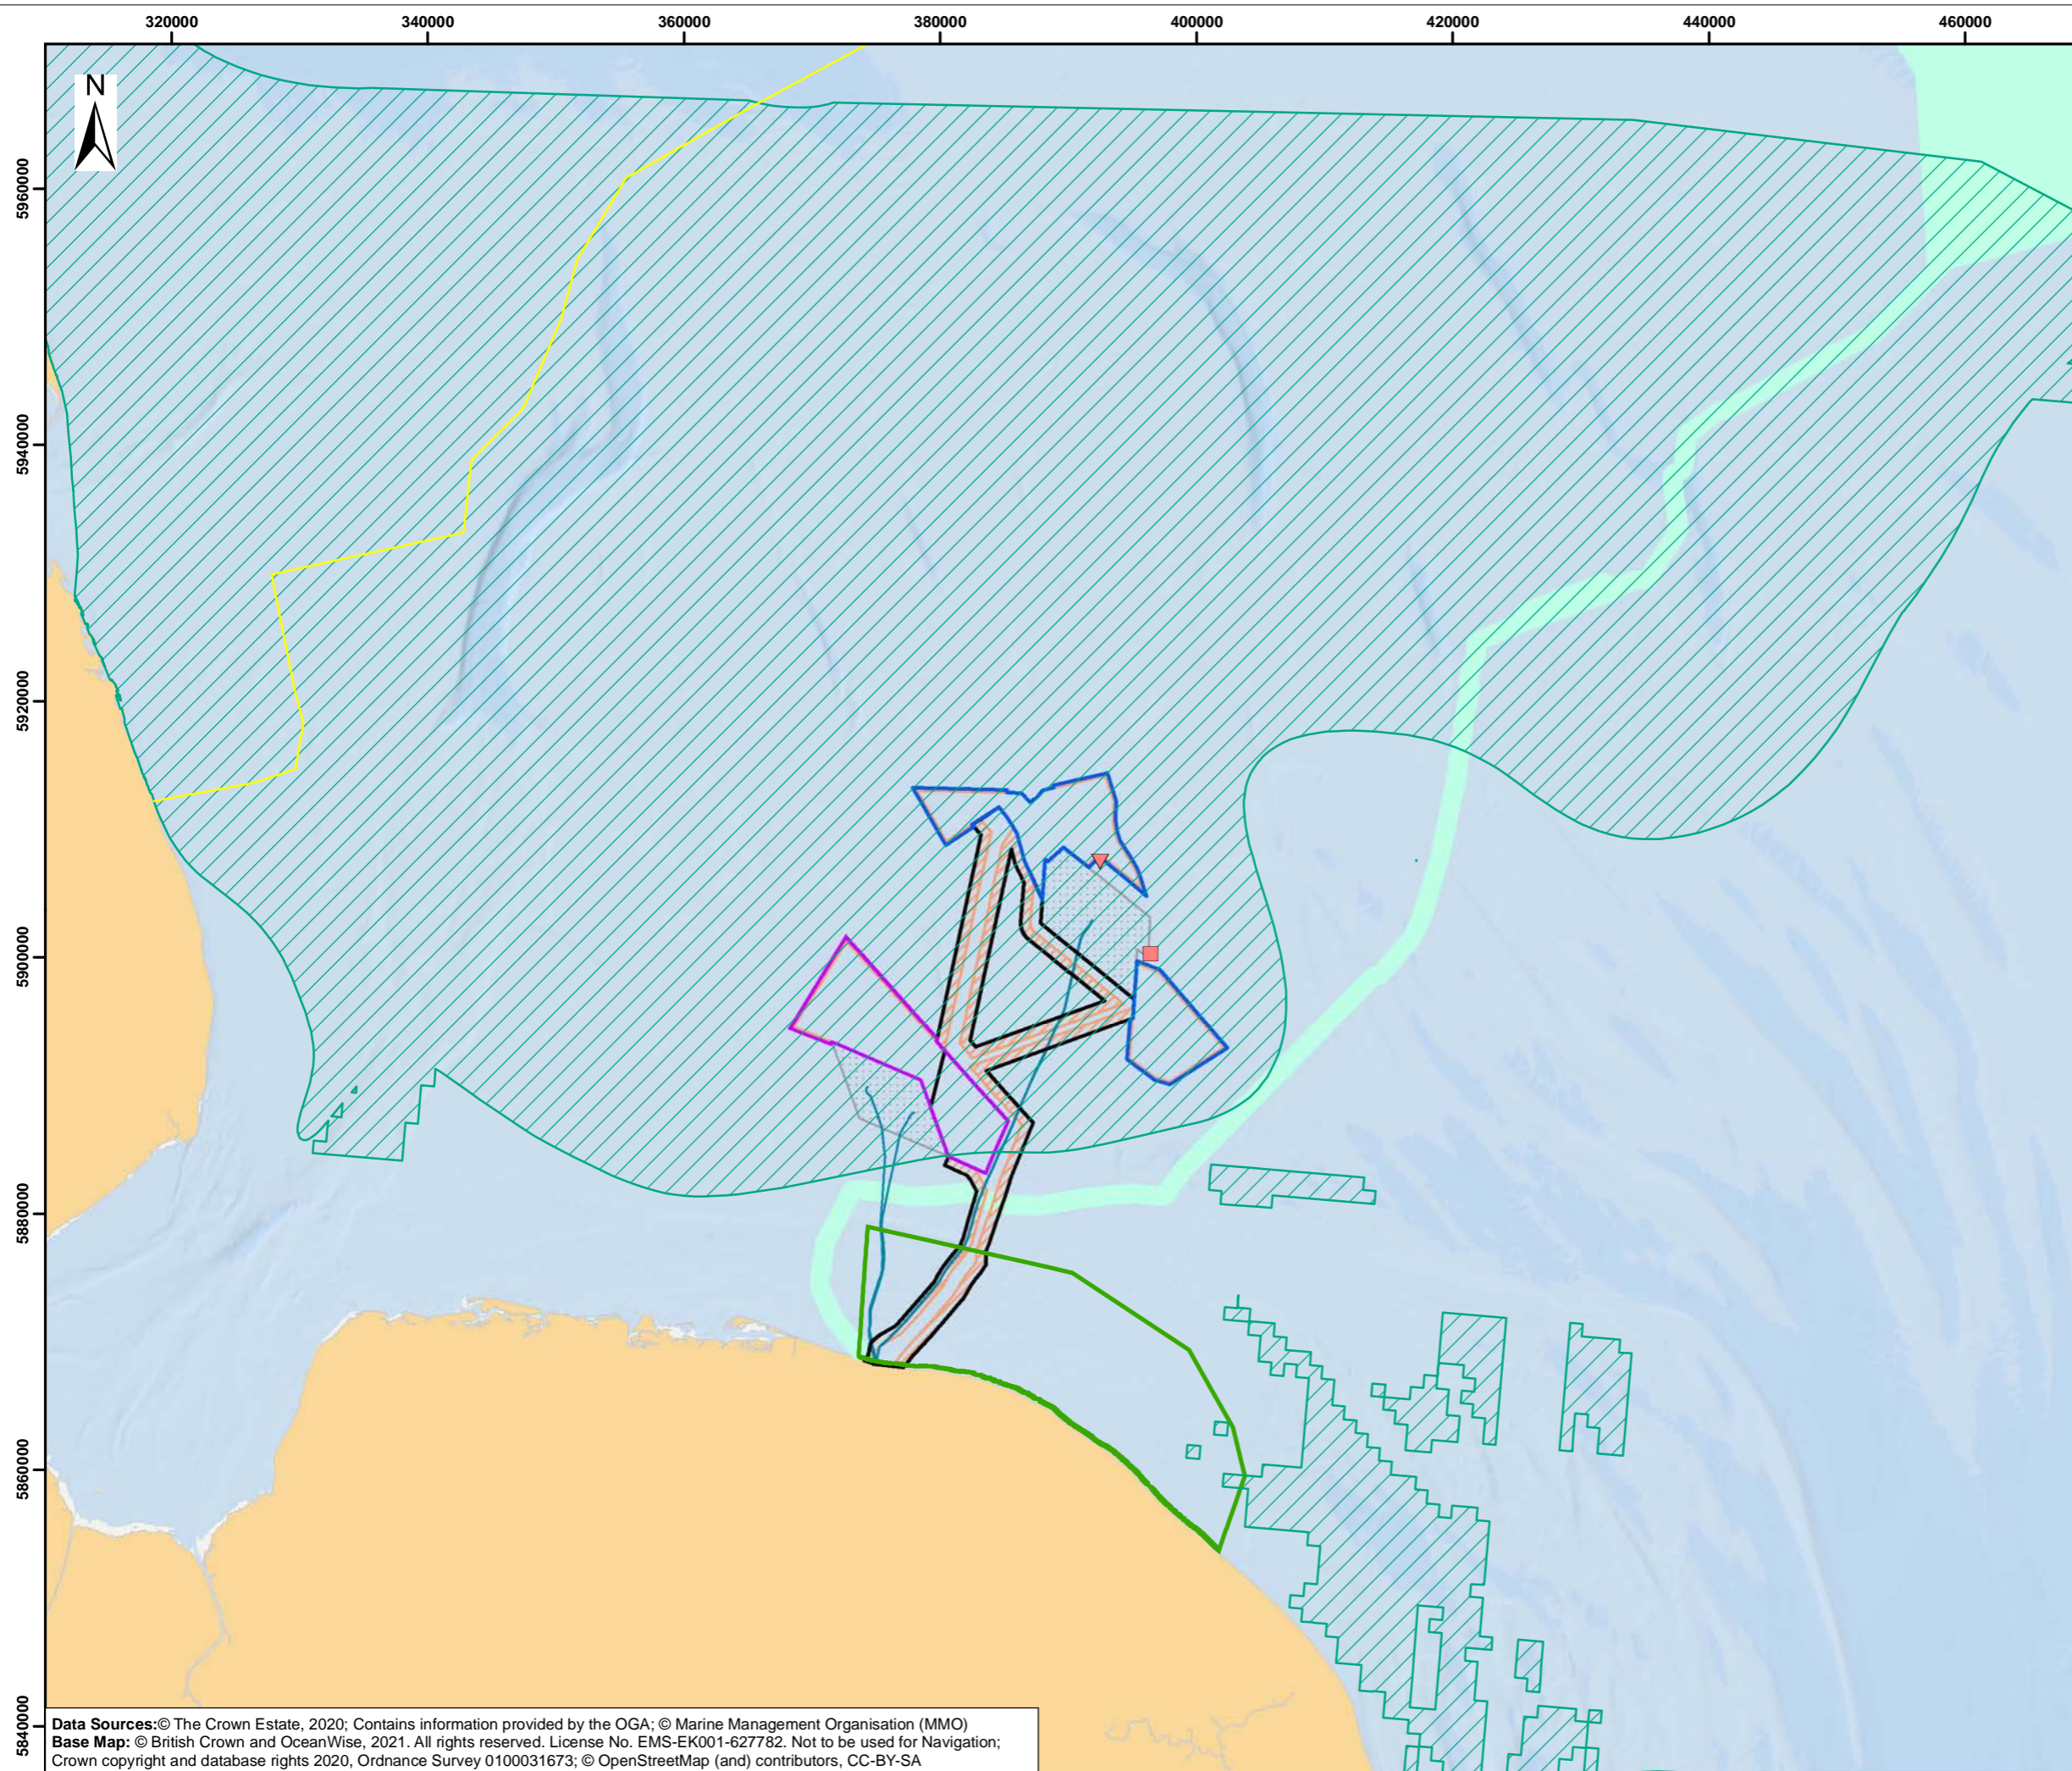 320000 340000 360000 380000 400000 420000 440000 460000
N
5960000
5940000
5920000
5900000
5880000
5860000
5840000
Data Sources:© The Crown Estate, 2020; Contains information provided by the OGA; © Marine Management Organisation (MMO)
Base Map: © British Crown and OceanWise, 2021. All rights reserved. License No. EMS-EK001-627782. Not to be used for Navigation;
Crown copyright and database rights 2020, Ordnance Survey 0100031673; © OpenStreetMap (and) contributors, CC-BY-SA